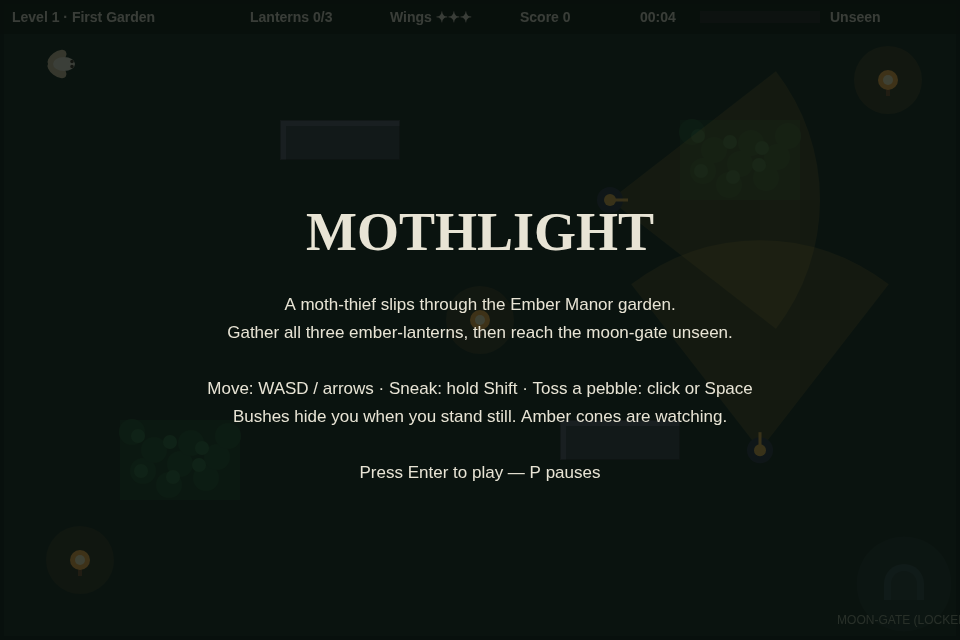 Level 1 · First Garden Lanterns 0/3 Wings ✦✦✦ Score 0 00:04 Unseen
MOTHLIGHT
A moth-thief slips through the Ember Manor garden.
Gather all three ember-lanterns, then reach the moon-gate unseen.
Move: WASD / arrows · Sneak: hold Shift · Toss a pebble: click or Space
Bushes hide you when you stand still. Amber cones are watching.
Press Enter to play — P pauses
MOON-GATE (LOCKE